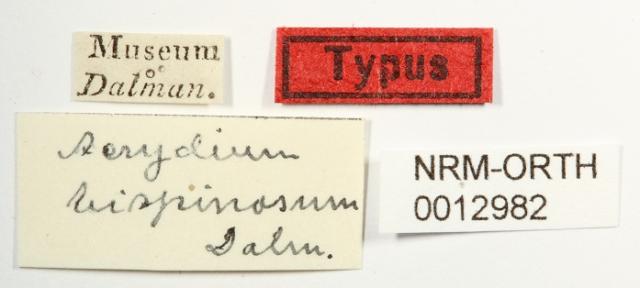 Museum
Dalman.
Typus
Acrydium
bispinosum
Dalm.
NRM-ORTH
0012982